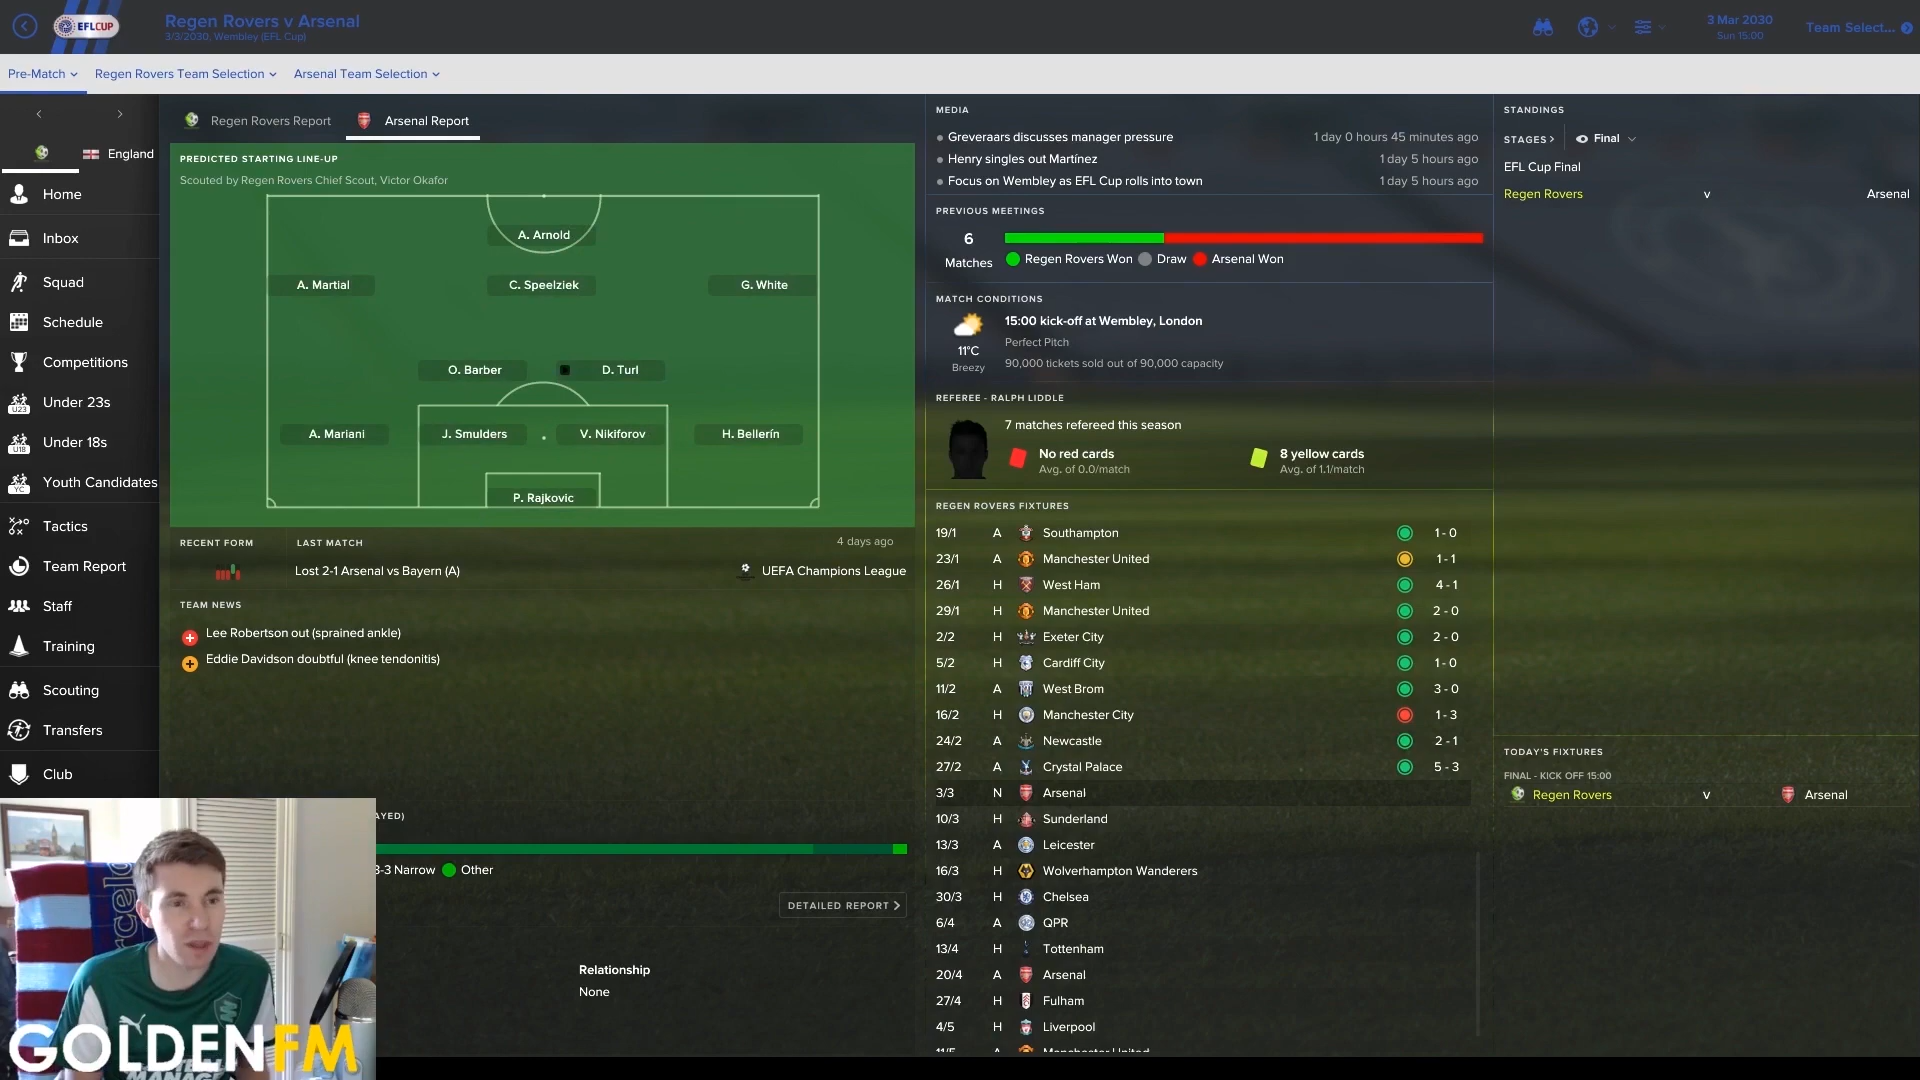 EFL CUP
Regen Rovers v Arsenal
3/3/2030, Wembley (EFL Cup)
3 Mar 2030
Sun 15:00
Team Select...
Pre-Match
Regen Rovers Team Selection
Arsenal Team Selection
England
Home
Inbox
Squad
Schedule
Competitions
U23 Under 23s
U18 Under 18s
YC Youth Candidates
Tactics
Team Report
Staff
Training
Scouting
Transfers
Club
Regen Rovers Report
Arsenal Report
PREDICTED STARTING LINE-UP
Scouted by Regen Rovers Chief Scout, Victor Okafor
A. Arnold
A. Martial
C. Speelziek
G. White
O. Barber
D. Turl
A. Mariani
J. Smulders
V. Nikiforov
H. Bellerín
P. Rajkovic
RECENT FORM
LAST MATCH
4 days ago
Lost 2-1 Arsenal vs Bayern (A)
UEFA Champions League
TEAM NEWS
Lee Robertson out (sprained ankle)
Eddie Davidson doubtful (knee tendonitis)
AYED)
3-3 Narrow
Other
DETAILED REPORT
Relationship
None
MEDIA
Greveraars discusses manager pressure 1 day 0 hours 45 minutes ago
Henry singles out Martínez 1 day 5 hours ago
Focus on Wembley as EFL Cup rolls into town 1 day 5 hours ago
PREVIOUS MEETINGS
6
Matches
Regen Rovers Won Draw Arsenal Won
MATCH CONDITIONS
15:00 kick-off at Wembley, London
11°C
Perfect Pitch
Breezy
90,000 tickets sold out of 90,000 capacity
REFEREE - RALPH LIDDLE
7 matches refereed this season
No red cards
Avg. of 0.0/match
8 yellow cards
Avg. of 1.1/match
REGEN ROVERS FIXTURES
19/1 A Southampton 1 - 0
23/1 A Manchester United 1 - 1
26/1 H West Ham 4 - 1
29/1 H Manchester United 2 - 0
2/2 H Exeter City 2 - 0
5/2 H Cardiff City 1 - 0
11/2 A West Brom 3 - 0
16/2 H Manchester City 1 - 3
24/2 A Newcastle 2 - 1
27/2 A Crystal Palace 5 - 3
3/3 N Arsenal
10/3 H Sunderland
13/3 A Leicester
16/3 H Wolverhampton Wanderers
30/3 H Chelsea
6/4 A QPR
13/4 H Tottenham
20/4 A Arsenal
27/4 H Fulham
4/5 H Liverpool
11/5 A Manchester United
STANDINGS
STAGES
Final
EFL Cup Final
Regen Rovers v Arsenal
TODAY'S FIXTURES
FINAL - KICK OFF 15:00
Regen Rovers v Arsenal
GOLDENFM